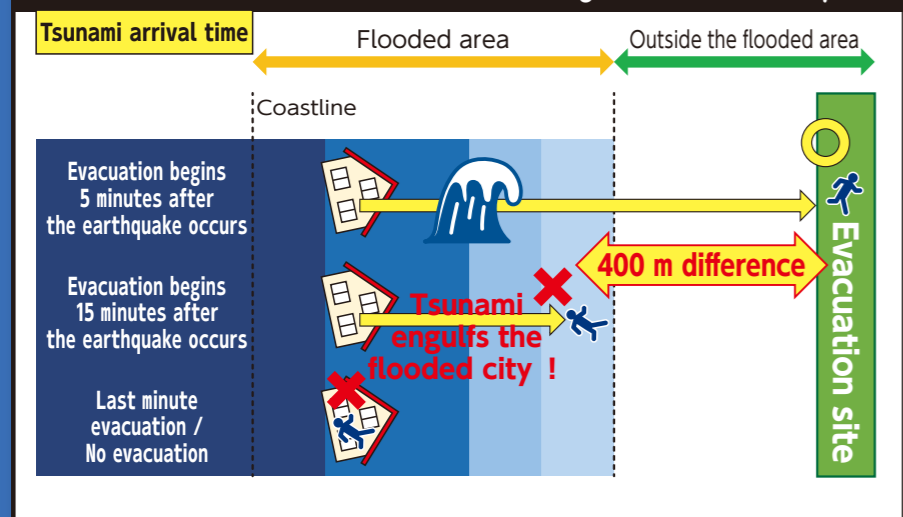 Tsunami arrival time
Flooded area
Outside the flooded area
Coastline
Evacuation begins
5 minutes after
the earthquake occurs
Evacuation begins
15 minutes after
the earthquake occurs
Last minute
evacuation /
No evacuation
400 m difference
Tsunami
engulfs the
flooded city !
Evacuation site